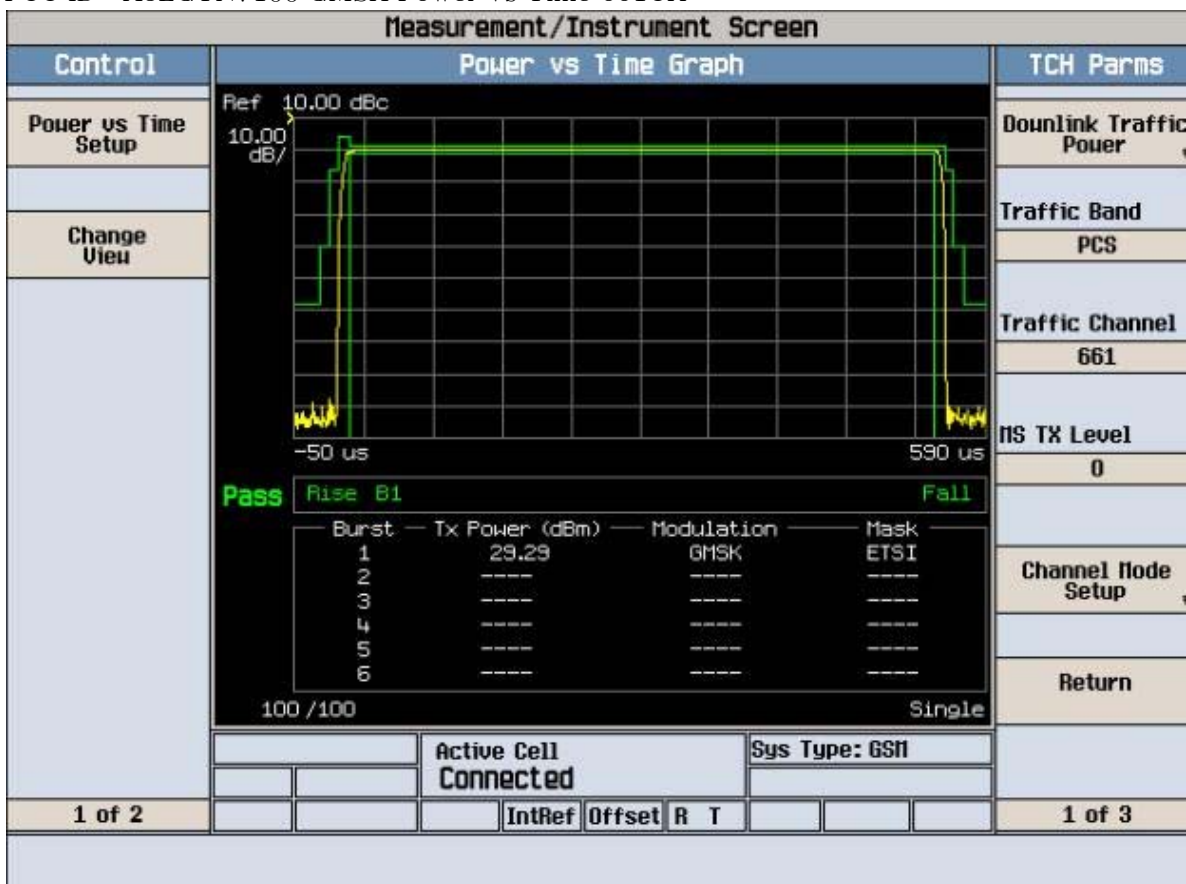 Measurement/Instrument Screen
Control
Power vs Time Graph
TCH Parms
Power vs Time
Setup
Change
View
1 of 2
Ref 10.00 dBc
10.00
dB/
-50 us
590 us
Pass
Rise B1
Fall
Burst
Tx Power (dBm)
Modulation
Mask
1 29.29 GMSK ETSI
2 ---- ---- ----
3 ---- ---- ----
4 ---- ---- ----
5 ---- ---- ----
6 ---- ---- ----
100 /100
Single
Active Cell
Connected
Sys Type: GSM
IntRef Offset R T
Downlink Traffic
Power
Traffic Band
PCS
Traffic Channel
661
MS TX Level
0
Channel Mode
Setup
Return
1 of 3